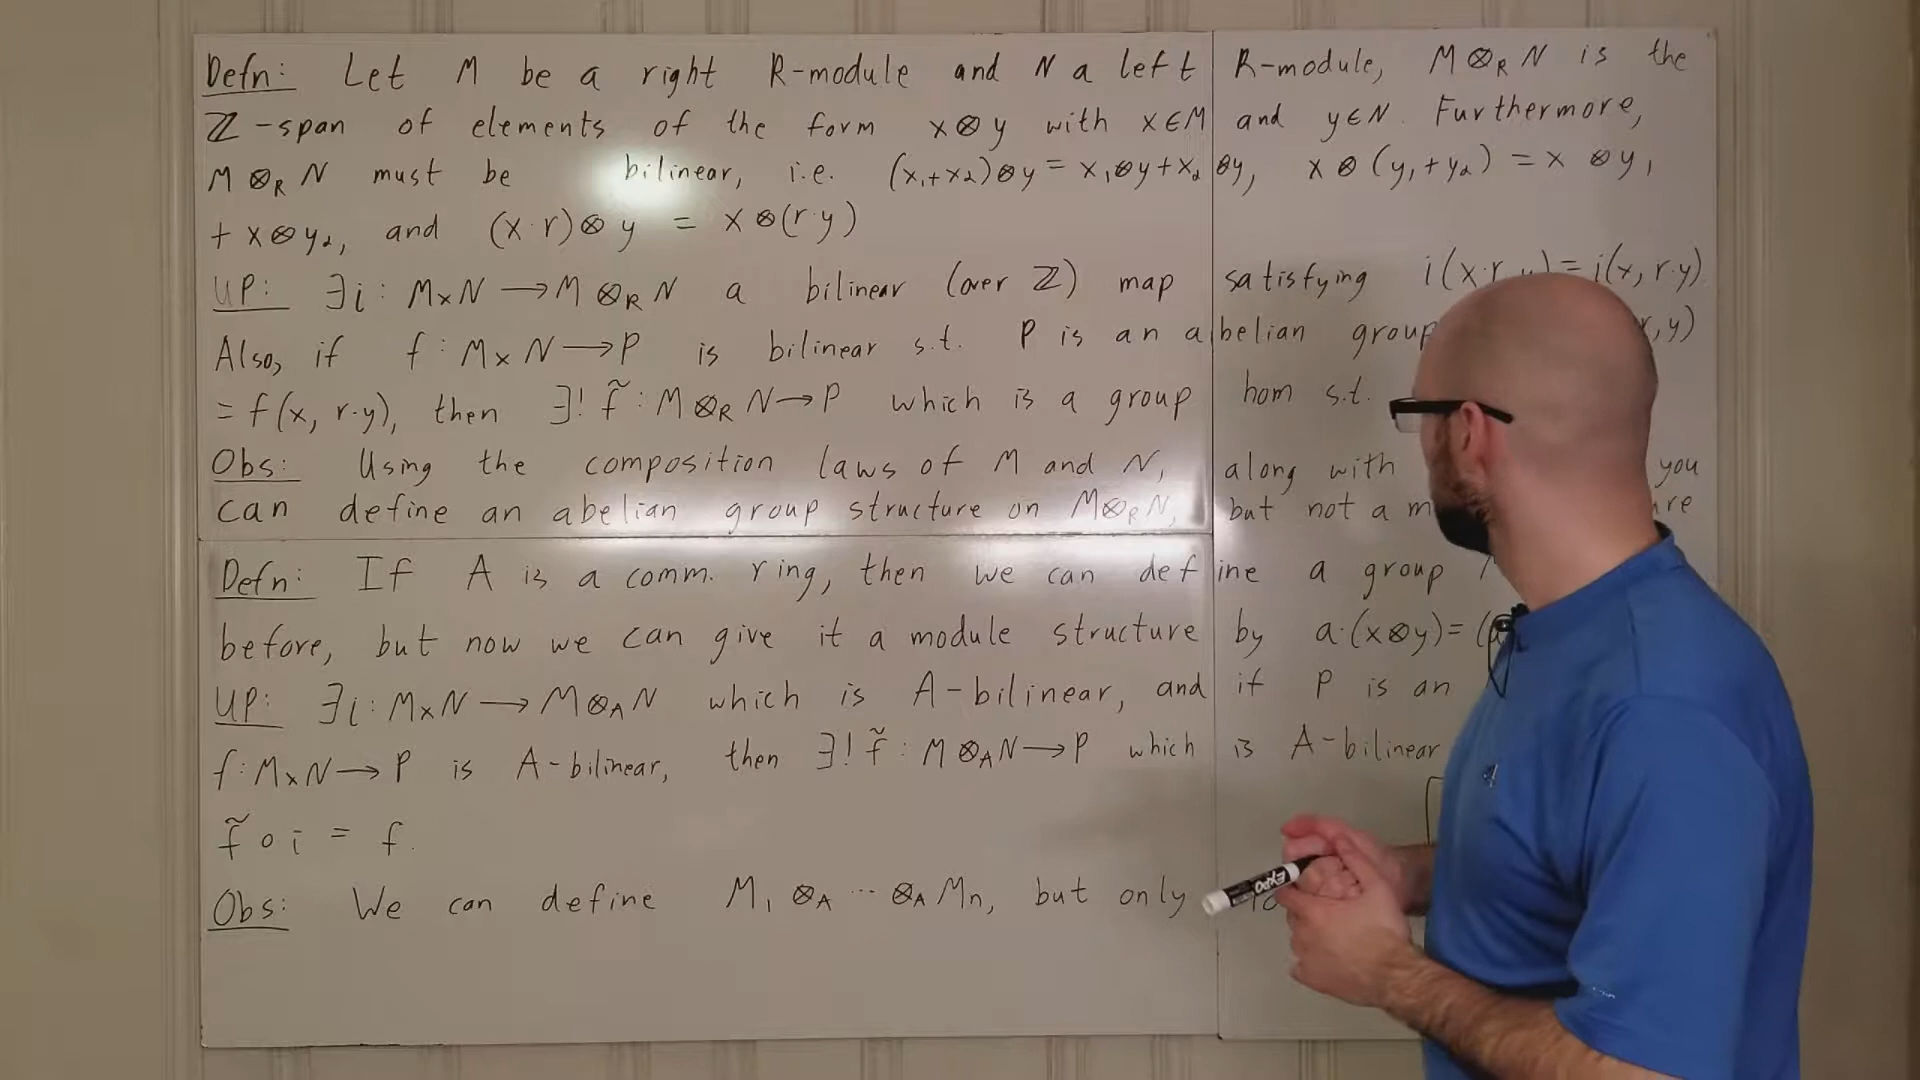 Defn: Let M be a right R-module and N a left R-module, M ⊗_R N is the
ℤ-span of elements of the form x⊗y with x∈M and y∈N. Furthermore,
M ⊗_R N must be bilinear, i.e. (x₁+x₂)⊗y = x₁⊗y+x₂⊗y, x⊗(y₁+y₂) = x⊗y₁
+ x⊗y₂, and (x·r)⊗y = x⊗(r·y)
UP: ∃i: M×N → M ⊗_R N a bilinear (over ℤ) map satisfying i(x·r, y) = i(x, r·y)
Also, if f: M×N → P is bilinear s.t. P is an abelian group r, y)
= f(x, r·y), then ∃! f̃: M ⊗_R N → P which is a group hom s.t.
Obs: Using the composition laws of M and N, along with you
can define an abelian group structure on M⊗_R N, but not a
Defn: If A is a comm. ring, then we can define a group
before, but now we can give it a module structure by a·(x⊗y) = (a
UP: ∃i: M×N → M⊗_A N which is A-bilinear, and if P is an
f: M×N → P is A-bilinear, then ∃! f̃: M ⊗_A N → P which is A-bilinear
f̃ ∘ i = f.
Obs: We can define M₁ ⊗_A ⋯ ⊗_A Mn, but only
EXPO